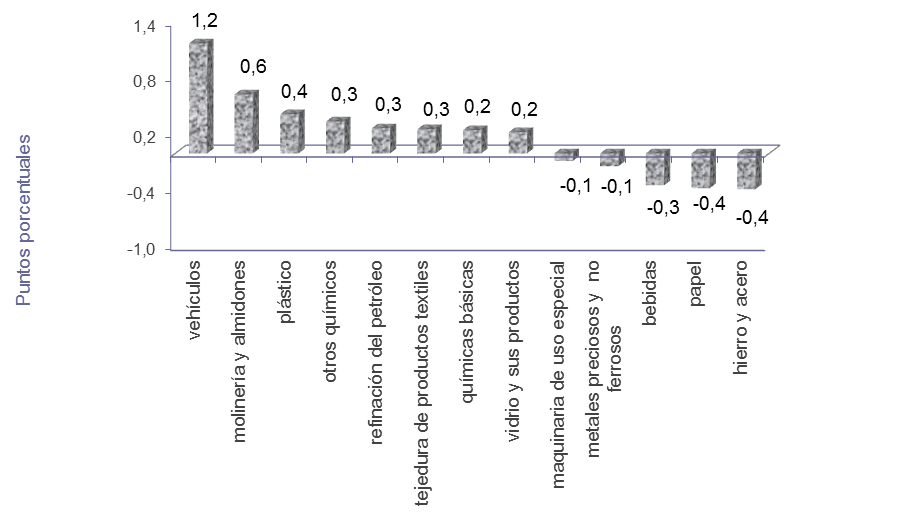 Puntos porcentuales
1,4
0,8
0,2
-0,4
-1,0
1,2
0,6
0,4
0,3
0,3
0,3
0,2
0,2
-0,1
-0,1
-0,3
-0,4
-0,4
vehículos
molinería y almidones
plástico
otros químicos
refinación del petróleo
tejedura de productos textiles
químicas básicas
vidrio y sus productos
maquinaria de uso especial
metales preciosos y no
ferrosos
bebidas
papel
hierro y acero